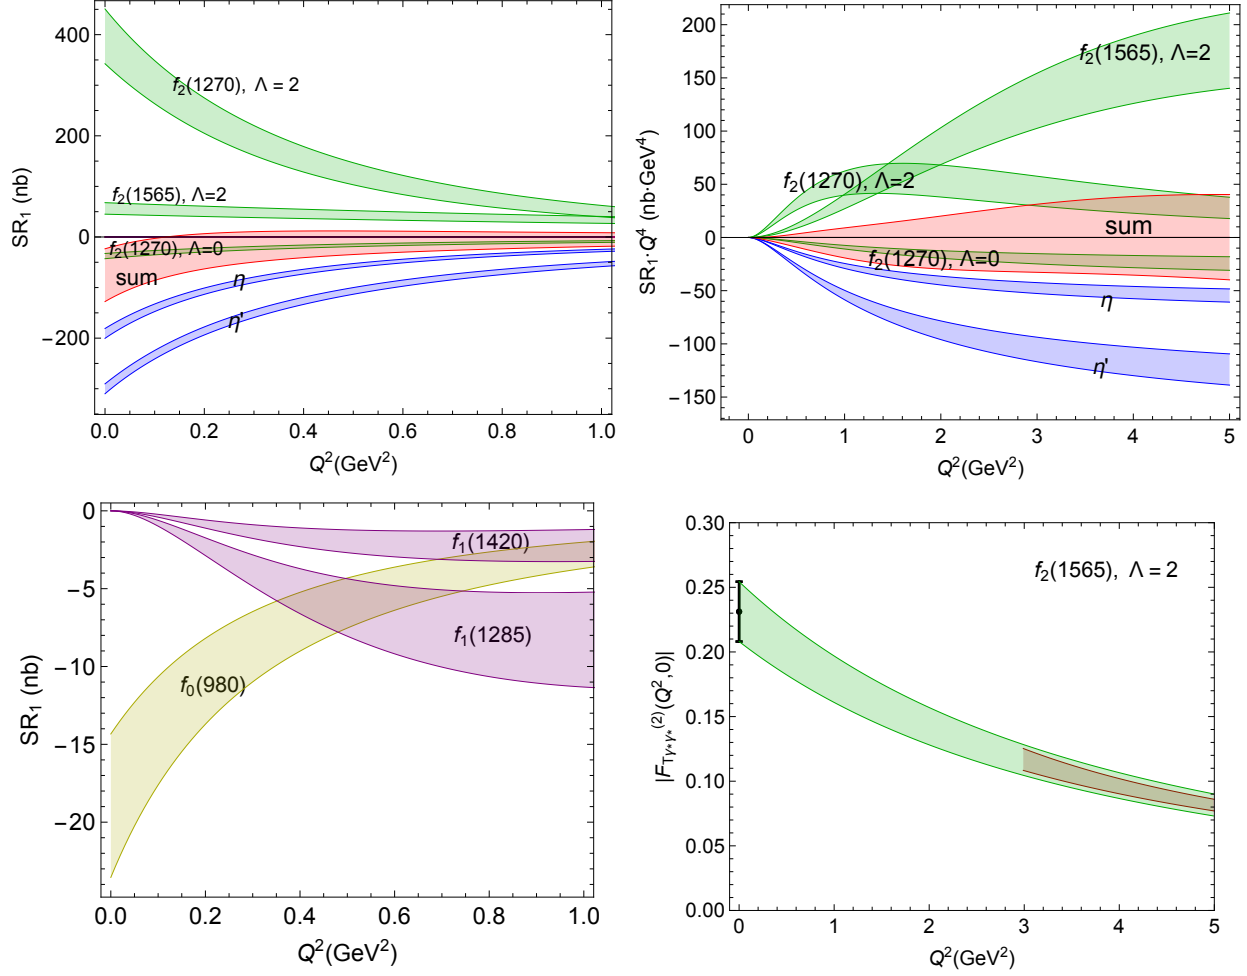 SR₁ (nb)
400
200
0
−200
f₂(1270), Λ = 2
f₂(1565), Λ=2
f₂(1270), Λ=0
sum
η
η'
0.0 0.2 0.4 0.6 0.8 1.0
Q²(GeV²)
SR₁·Q⁴ (nb·GeV⁴)
200
150
100
50
0
−50
−100
−150
f₂(1565), Λ=2
f₂(1270), Λ=2
sum
f₂(1270), Λ=0
η
η'
0 1 2 3 4 5
Q²(GeV²)
SR₁ (nb)
0
−5
−10
−15
−20
f₁(1420)
f₁(1285)
f₀(980)
0.0 0.2 0.4 0.6 0.8 1.0
Q²(GeV²)
|F_Tγ*γ*⁽²⁾(Q²,0)|
0.30
0.25
0.20
0.15
0.10
0.05
0.00
f₂(1565), Λ = 2
0 1 2 3 4 5
Q²(GeV²)